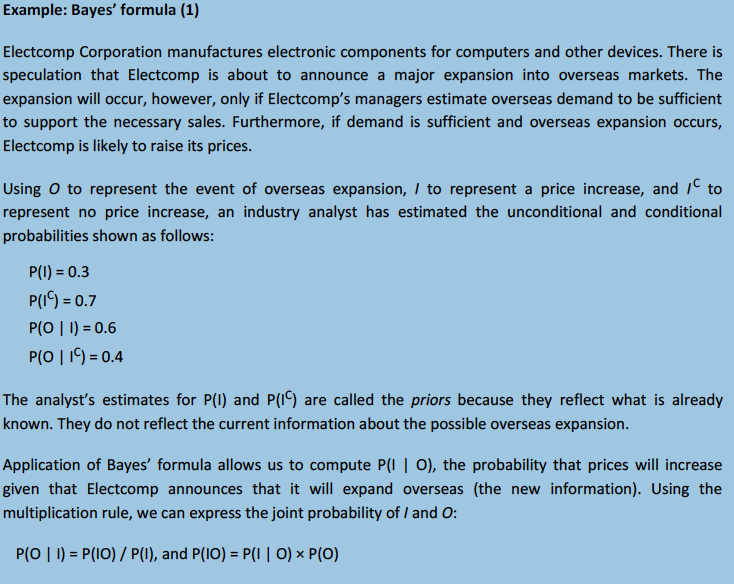 Example: Bayes’ formula (1)
Electcomp Corporation manufactures electronic components for computers and other devices. There is
speculation that Electcomp is about to announce a major expansion into overseas markets. The
expansion will occur, however, only if Electcomp’s managers estimate overseas demand to be sufficient
to support the necessary sales. Furthermore, if demand is sufficient and overseas expansion occurs,
Electcomp is likely to raise its prices.
Using O to represent the event of overseas expansion, I to represent a price increase, and I^C to
represent no price increase, an industry analyst has estimated the unconditional and conditional
probabilities shown as follows:
P(I) = 0.3
P(I^C) = 0.7
P(O | I) = 0.6
P(O | I^C) = 0.4
The analyst’s estimates for P(I) and P(I^C) are called the priors because they reflect what is already
known. They do not reflect the current information about the possible overseas expansion.
Application of Bayes’ formula allows us to compute P(I | O), the probability that prices will increase
given that Electcomp announces that it will expand overseas (the new information). Using the
multiplication rule, we can express the joint probability of I and O:
P(O | I) = P(IO) / P(I), and P(IO) = P(I | O) × P(O)